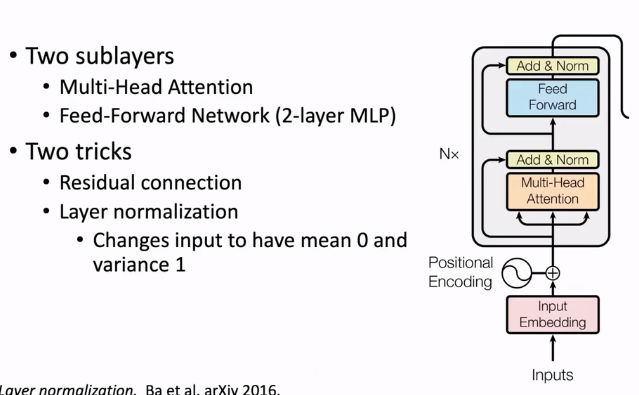 • Two sublayers
• Multi-Head Attention
• Feed-Forward Network (2-layer MLP)
• Two tricks
• Residual connection
• Layer normalization
• Changes input to have mean 0 and
variance 1
Add & Norm
Feed
Forward
Nx
Add & Norm
Multi-Head
Attention
Positional
Encoding
Input
Embedding
Inputs
Layer normalization. Ba et al. arXiv 2016.